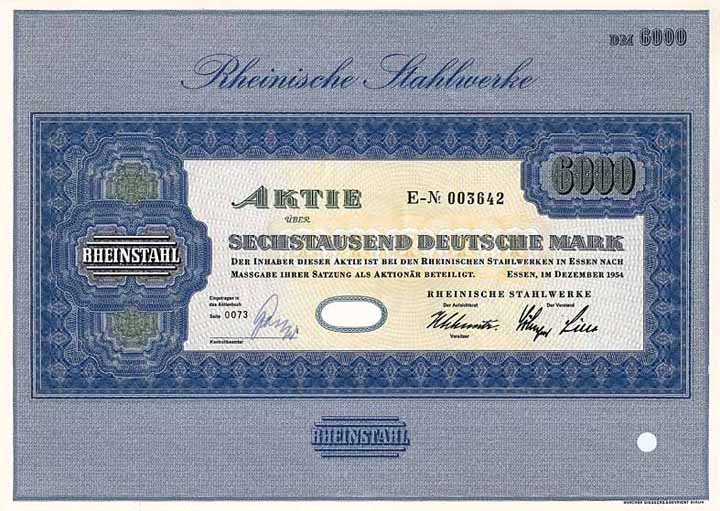 DM 6000
Rheinische Stahlwerke
6000
AKTIE E-№ 003642
ÜBER
RHEINSTAHL
SECHSTAUSEND DEUTSCHE MARK
DER INHABER DIESER AKTIE IST BEI DEN RHEINISCHEN STAHLWERKEN IN ESSEN NACH
MASSGABE IHRER SATZUNG ALS AKTIONÄR BETEILIGT. ESSEN, IM DEZEMBER 1954
RHEINISCHE STAHLWERKE
Eingetragen in
das Aktienbuch
Der Aufsichtsrat Der Vorstand
Seite 0073
Kontrollbeamter
Vorsitzer
RHEINSTAHL